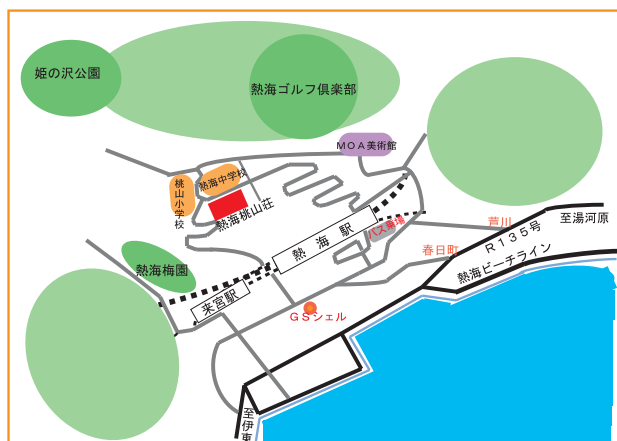 姫の沢公園
熱海ゴルフ倶楽部
MOA美術館
熱海中学校
桃山小学校
熱海桃山荘
バス乗場
熱海駅
芦川
至湯河原
春日町
R135号
熱海ビーチライン
熱海梅園
来宮駅
GSシェル
至伊東